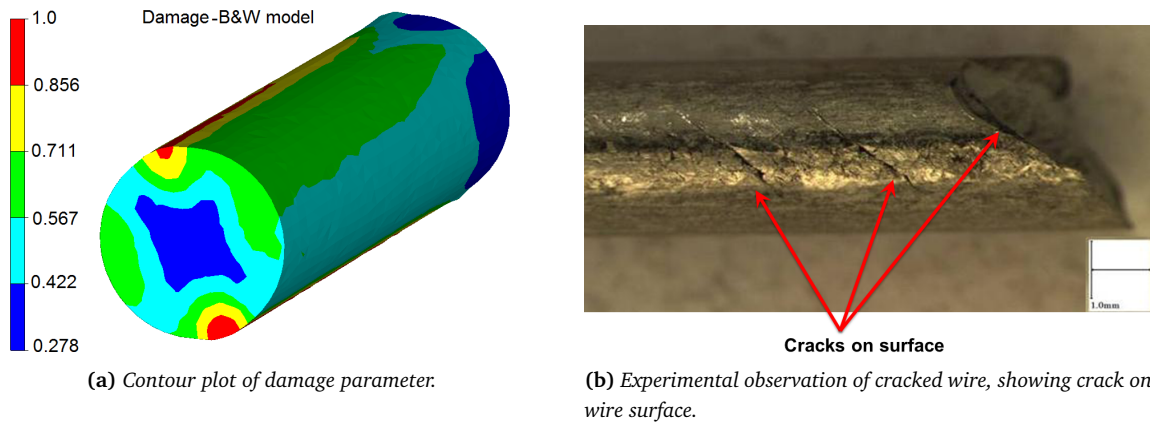 Damage-B&W model
1.0
0.856
0.711
0.567
0.422
0.278
(a) Contour plot of damage parameter.
1.0mm
Cracks on surface
(b) Experimental observation of cracked wire, showing crack on
wire surface.